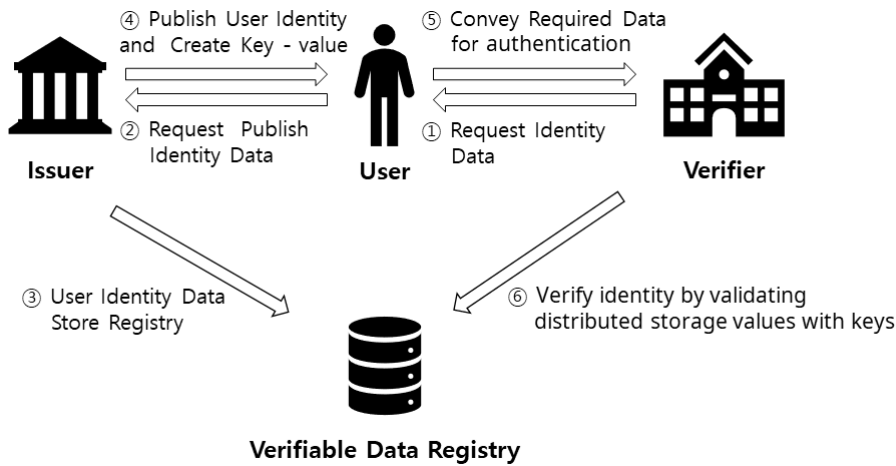 ④ Publish User Identity
and Create Key - value
⑤ Convey Required Data
for authentication
② Request Publish
Identity Data
① Request Identity
Data
Issuer
User
Verifier
③ User Identity Data
Store Registry
⑥ Verify identity by validating
distributed storage values with keys
Verifiable Data Registry